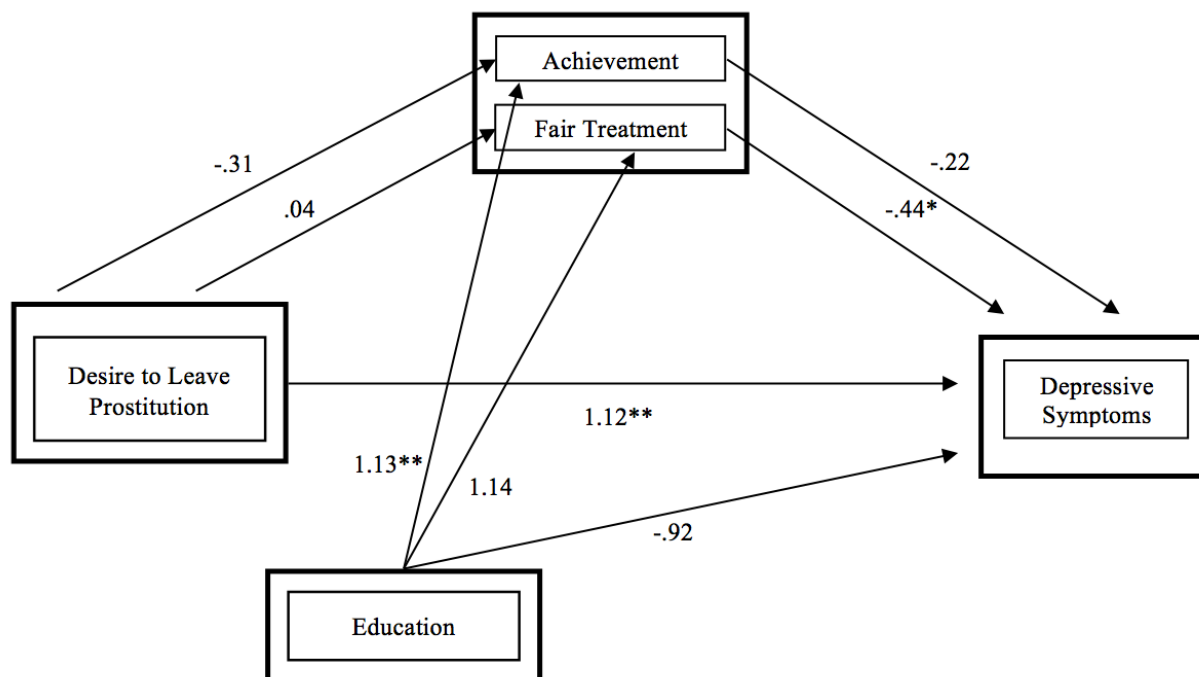 Achievement
Fair Treatment
-.31
.04
-.22
-.44*
Desire to Leave
Prostitution
Depressive
Symptoms
1.12**
1.13**
1.14
-.92
Education